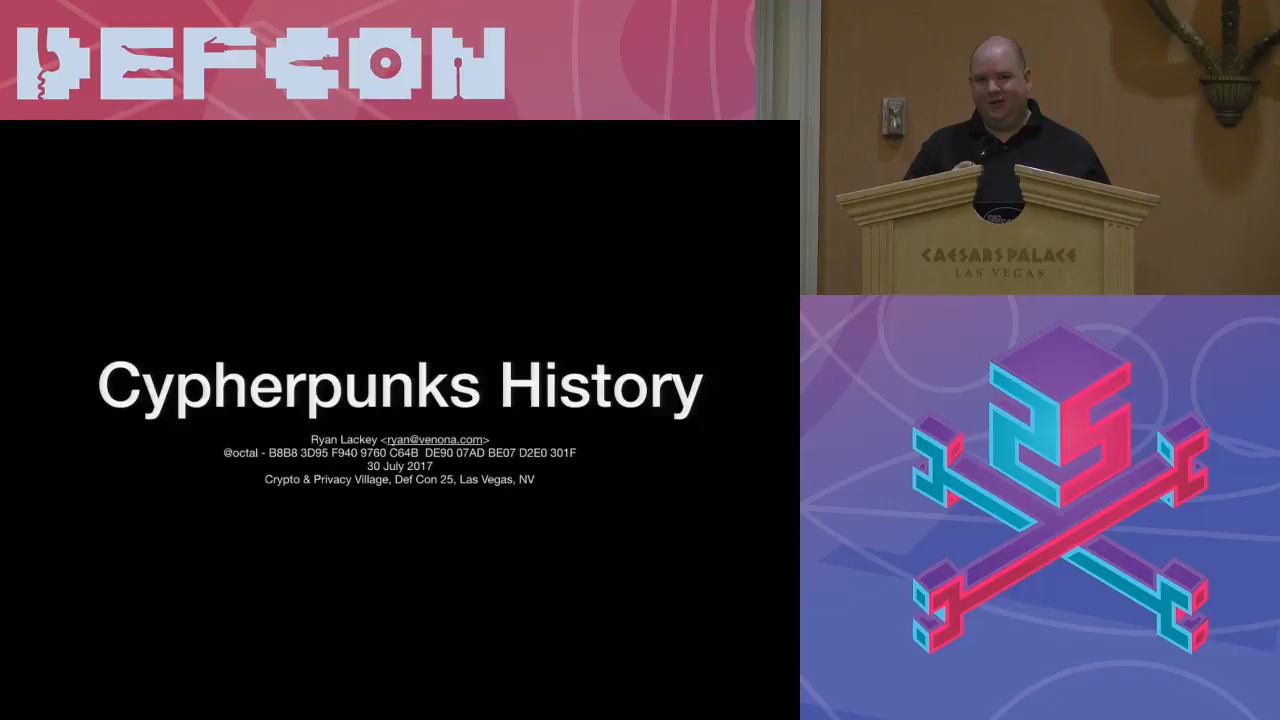 DEFCON
CAESARS PALACE
LAS VEGAS
Cypherpunks History
Ryan Lackey <ryan@venona.com>
@octal - B8B8 3D95 F940 9760 C64B  DE90 07AD BE07 D2E0 301F
30 July 2017
Crypto & Privacy Village, Def Con 25, Las Vegas, NV
25